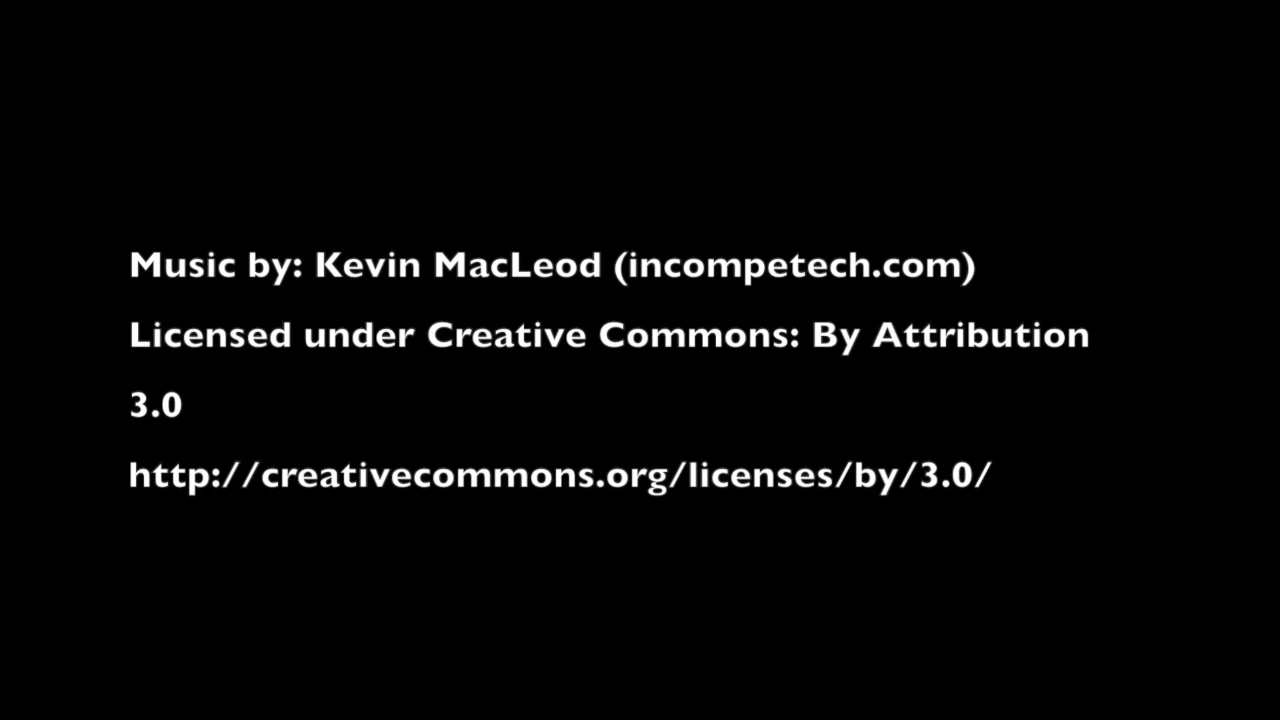 Music by: Kevin MacLeod (incompetech.com)
Licensed under Creative Commons: By Attribution
3.0
http://creativecommons.org/licenses/by/3.0/